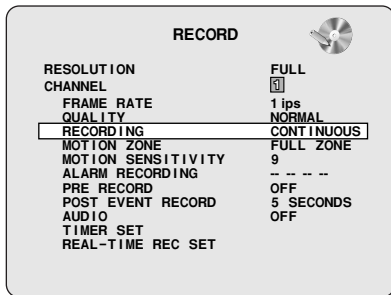 RECORD
RESOLUTION FULL
CHANNEL 1
FRAME RATE 1 ips
QUALITY NORMAL
RECORDING CONTINUOUS
MOTION ZONE FULL ZONE
MOTION SENSITIVITY 9
ALARM RECORDING -- -- -- --
PRE RECORD OFF
POST EVENT RECORD 5 SECONDS
AUDIO OFF
TIMER SET
REAL-TIME REC SET